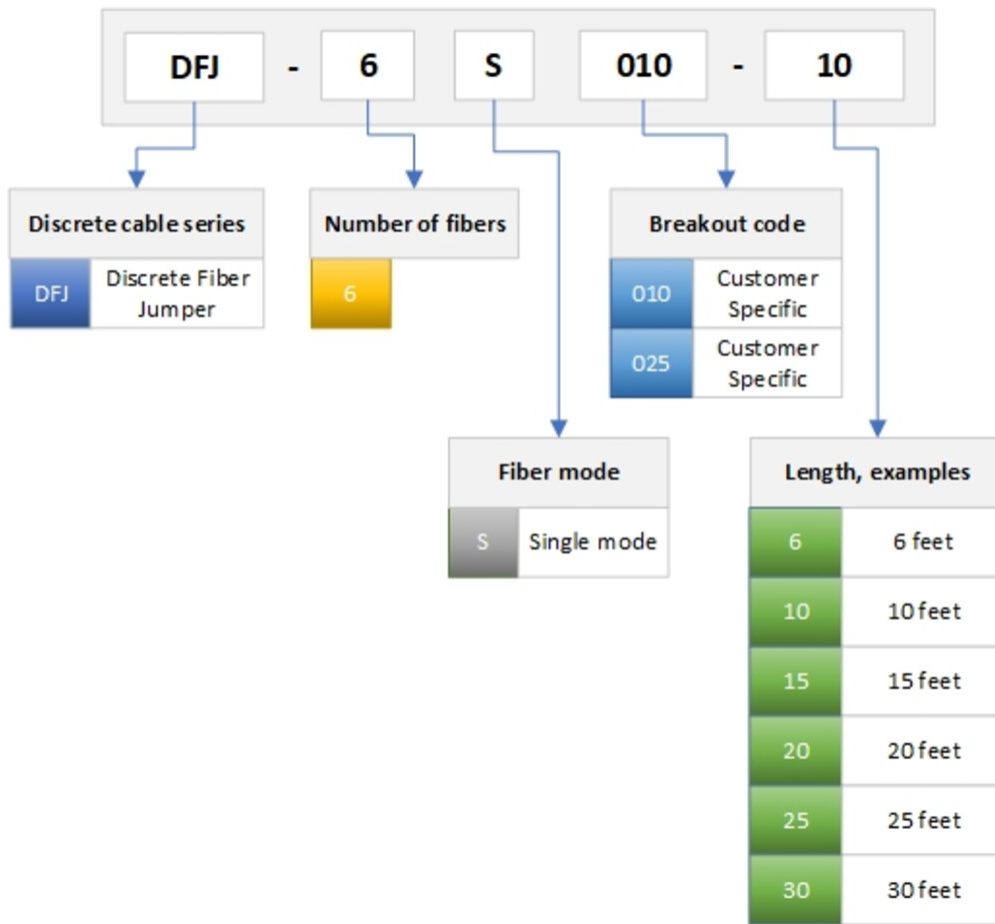 DFJ - 6 S 010 - 10
Discrete cable series
DFJ Discrete Fiber
Jumper
Number of fibers
6
Breakout code
010 Customer
Specific
025 Customer
Specific
Fiber mode
S Single mode
Length, examples
6 6 feet
10 10 feet
15 15 feet
20 20 feet
25 25 feet
30 30 feet